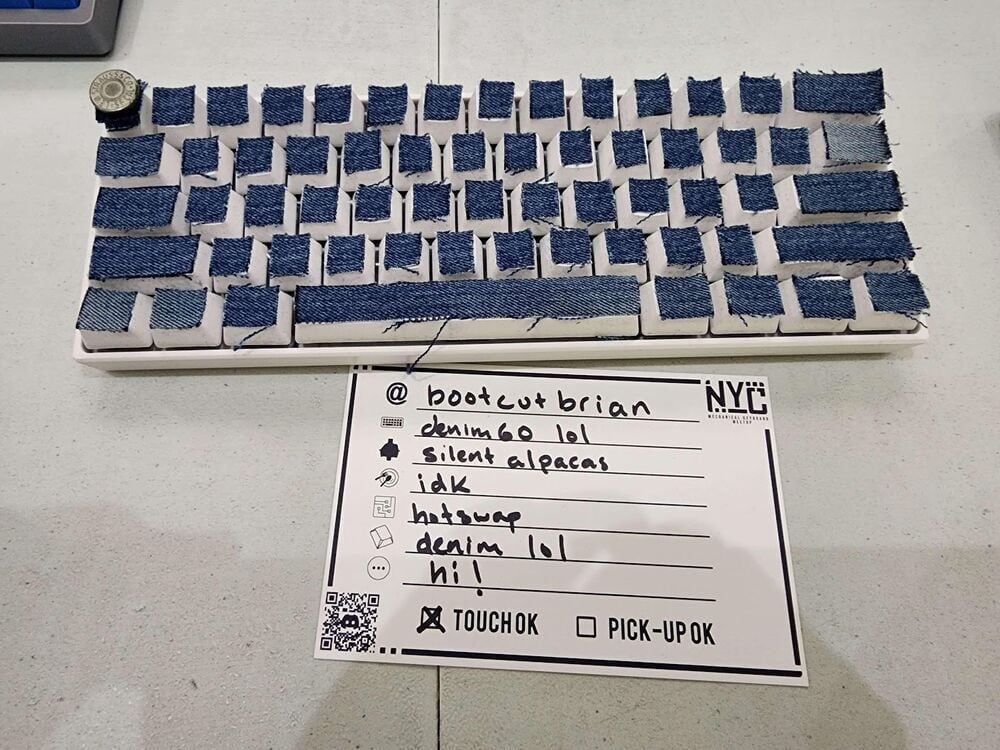 @ bootcut brian
NYC
MECHANICAL KEYBOARD
MEETUP
denim60 lol
silent alpacas
idk
hotswap
denim lol
hi!
TOUCH OK
PICK-UP OK